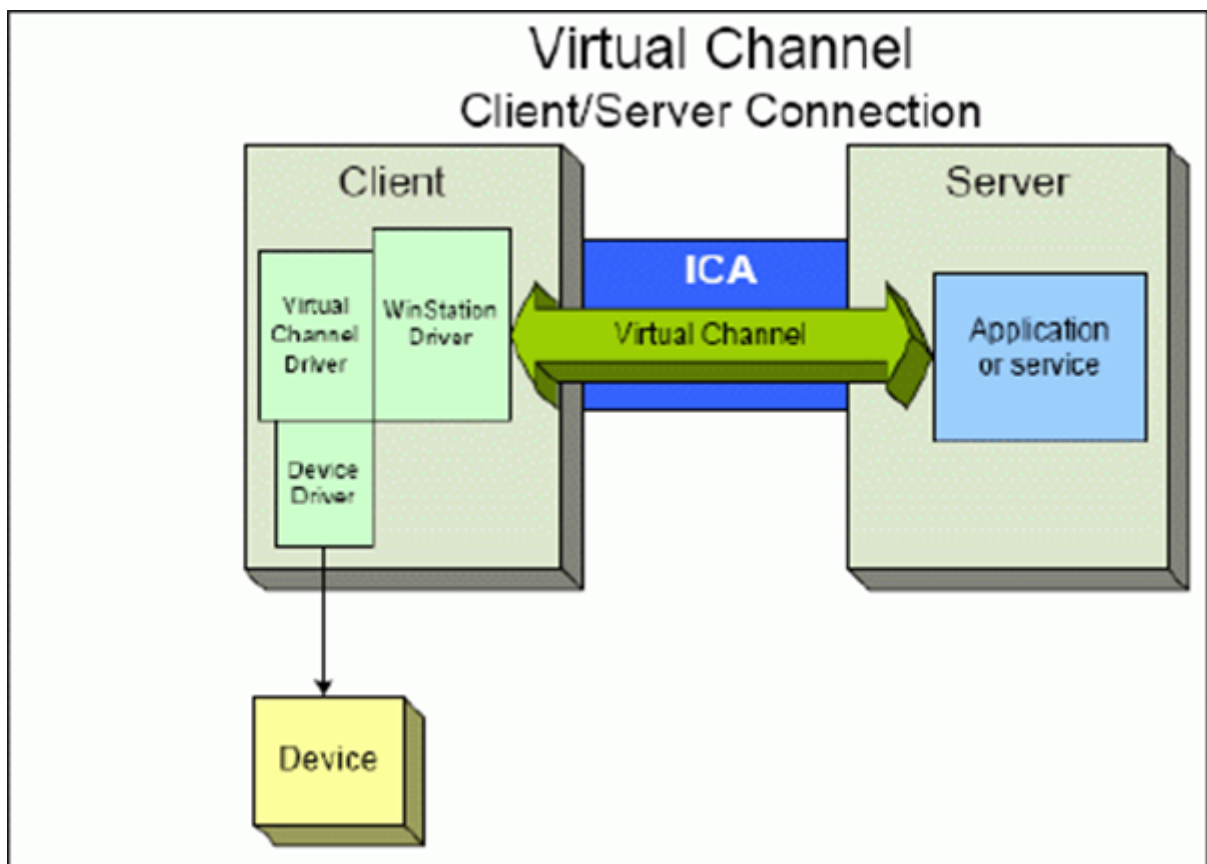 Virtual Channel
Client/Server Connection
Client
Server
ICA
Virtual
Channel
Driver
WinStation
Driver
Virtual Channel
Application
or service
Device
Driver
Device